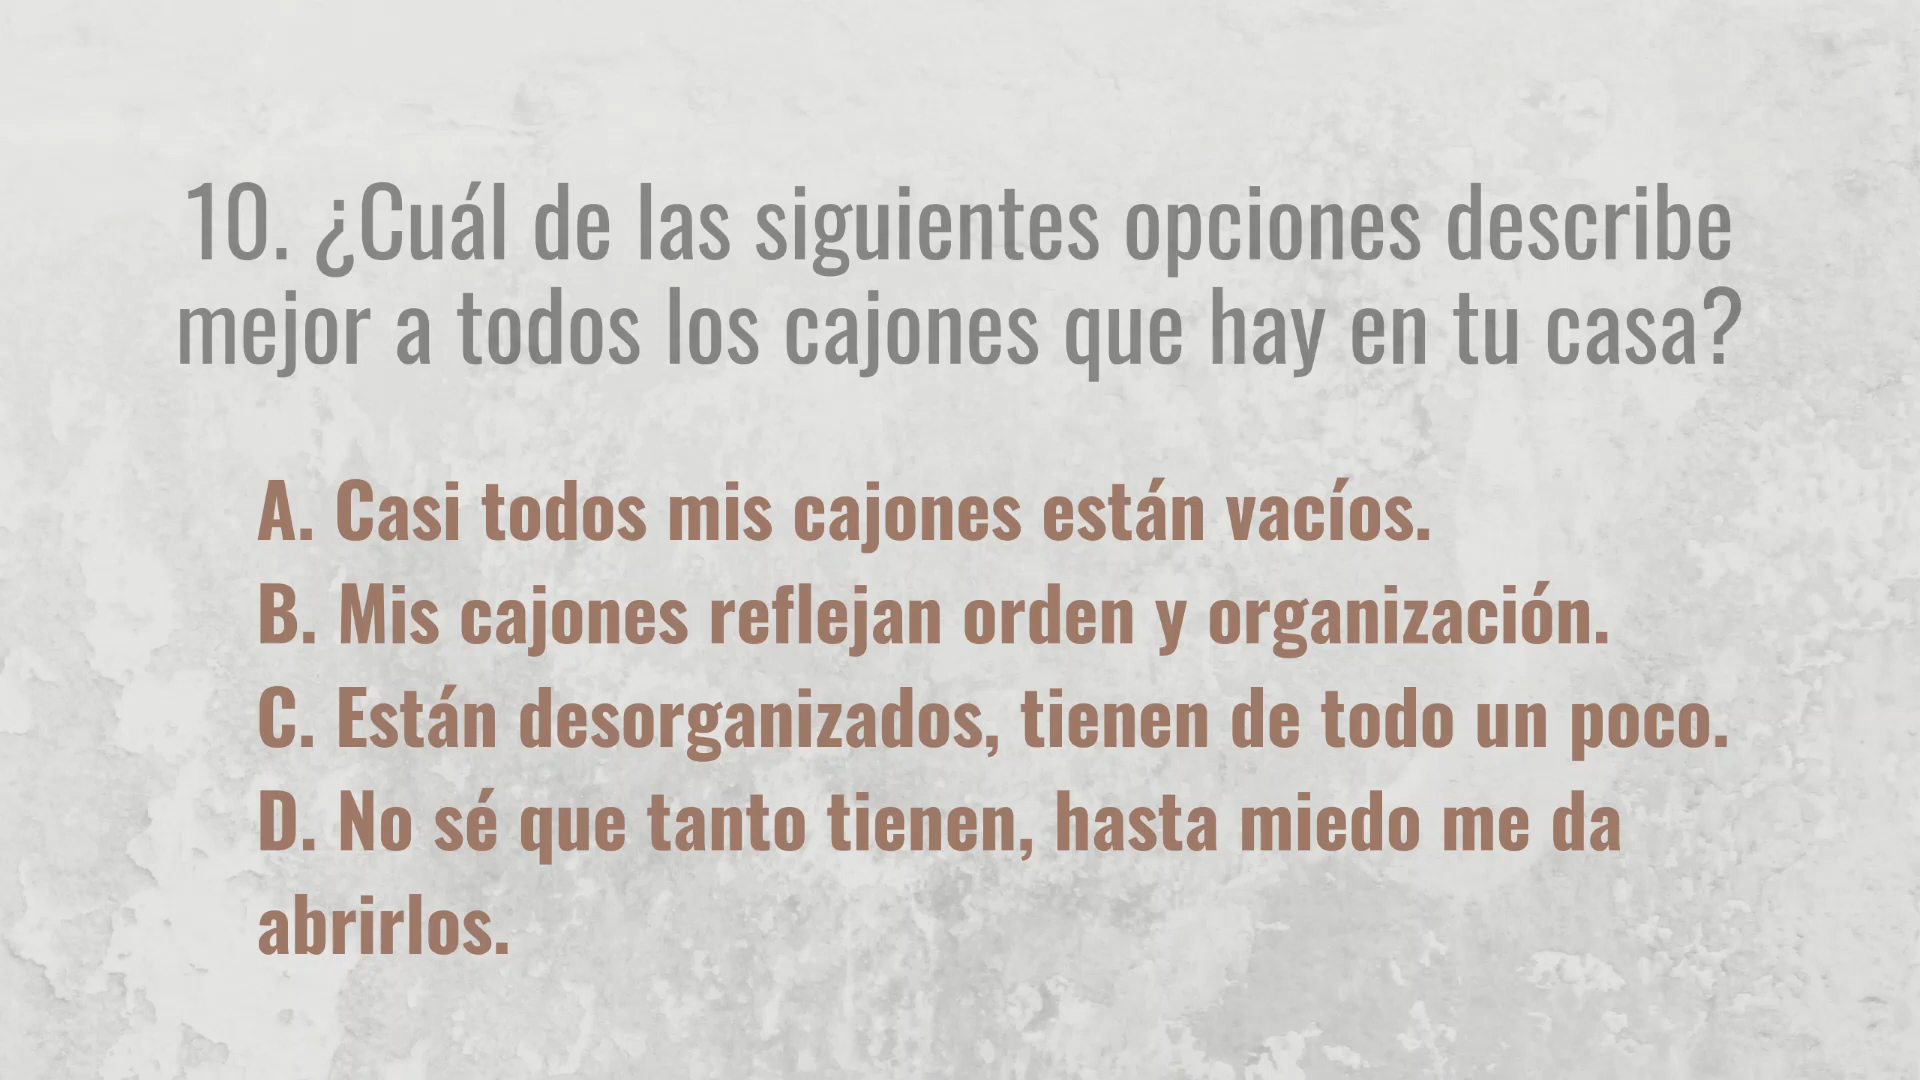 10. ¿Cuál de las siguientes opciones describe
mejor a todos los cajones que hay en tu casa?
A. Casi todos mis cajones están vacíos.
B. Mis cajones reflejan orden y organización.
C. Están desorganizados, tienen de todo un poco.
D. No sé que tanto tienen, hasta miedo me da
abrirlos.